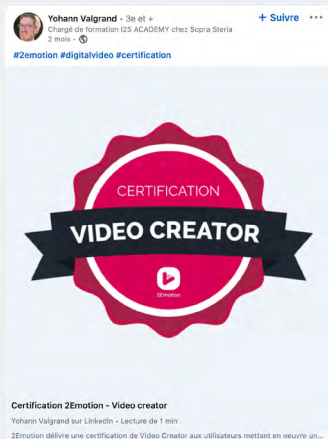 Yohann Valgrand · 3e et +
+ Suivre ···
Chargé de formation I2S ACADEMY chez Sopra Steria
2 mois ·
#2emotion #digitalvideo #certification
CERTIFICATION
VIDEO CREATOR
2Emotion
Certification 2Emotion - Video creator
Yohann Valgrand sur LinkedIn • Lecture de 1 min
2Emotion délivre une certification de Video Creator aux utilisateurs mettant en oeuvre un...